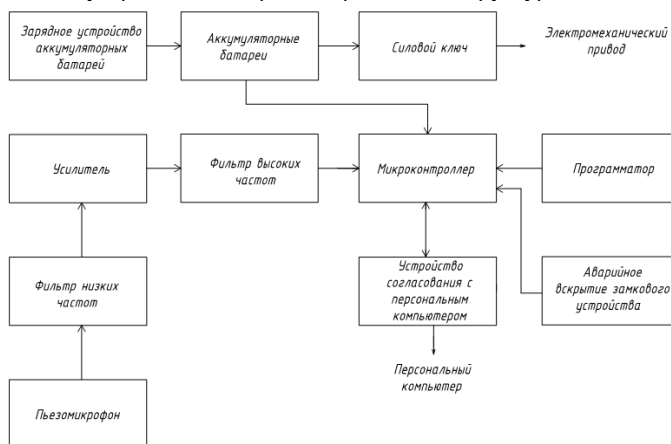 Зарядное устройство
аккумуляторных
батарей
Аккумуляторные
батареи
Силовой ключ
Электромеханический
привод
Усилитель
Фильтр высоких
частот
Микроконтроллер
Программатор
Фильтр низких
частот
Устройство
согласования с
персональным
компьютером
Аварийное
вскрытие замкового
устройства
Персональный
компьютер
Пьезомикрофон